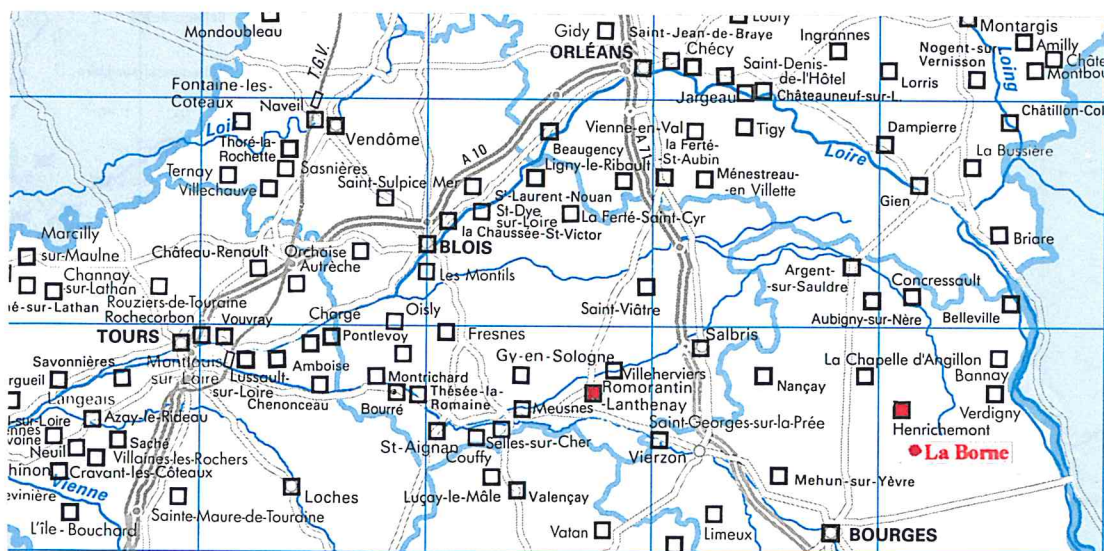 Mondoubleau
Gidy
Loury
Saint-Jean-de-Braye
ORLÉANS
Chécy
Ingrannes
Montargis
Nogent-sur-
Vernisson
Amilly
Loing
Lorris
Saint-Denis-
de-l'Hôtel
Châteauneuf-sur-L.
Jargeau
T.G.V.
Fontaine-les-
Coteaux
Naveil
Loir
Vendôme
Thoré-la-
Rochette
Sasnières
Ternay
Villechauve
A 10
Beaugency
Vienne-en-Val
Tigy
la Ferté-
St-Aubin
A 71
Ligny-le-Ribault
Ménestreau-
en Villette
Loire
Dampierre
La Bussière
Gien
Briare
Saint-Sulpice
Mer
St-Laurent-Nouan
St-Dye
sur-Loire
La Ferté-Saint-Cyr
la Chaussée-St-Victor
BLOIS
Les Montils
Marcilly
sur-Maulne
Channay
sur-Lathan
é-sur-Lathan
Château-Renault
Orchaise
Autrèche
Rouziers-de-Touraine
Rochecorbon
Vouvray
Charge
Oisly
Pontlevoy
Fresnes
Saint-Viâtre
Argent-
sur-Sauldre
Concressault
Aubigny-sur-Nère
Belleville
TOURS
Montlouis
sur Loire
Savonnières
Langeais
Lussault-
sur-Loire
Amboise
Chenonceau
Montrichard
Bourré
Thésée-la-
Romaine
Gy-en-Sologne
Villeherviers
Romorantin
-Lanthenay
Salbris
Nançay
La Chapelle d'Angillon
Bannay
Verdigny
Henrichemont
La Borne
Meusnes
Saint-Georges-sur-la-Prée
Selles-sur-Cher
St-Aignan
Couffy
Vierzon
Mehun-sur-Yèvre
Luçay-le-Mâle
Valençay
Vatan
Limeux
BOURGES
Azay-le-Rideau
Saché
Neuil
Villaines-les-Rochers
Cravant-les-Côteaux
Vienne
L'île-Bouchard
Sainte-Maure-de-Touraine
Loches